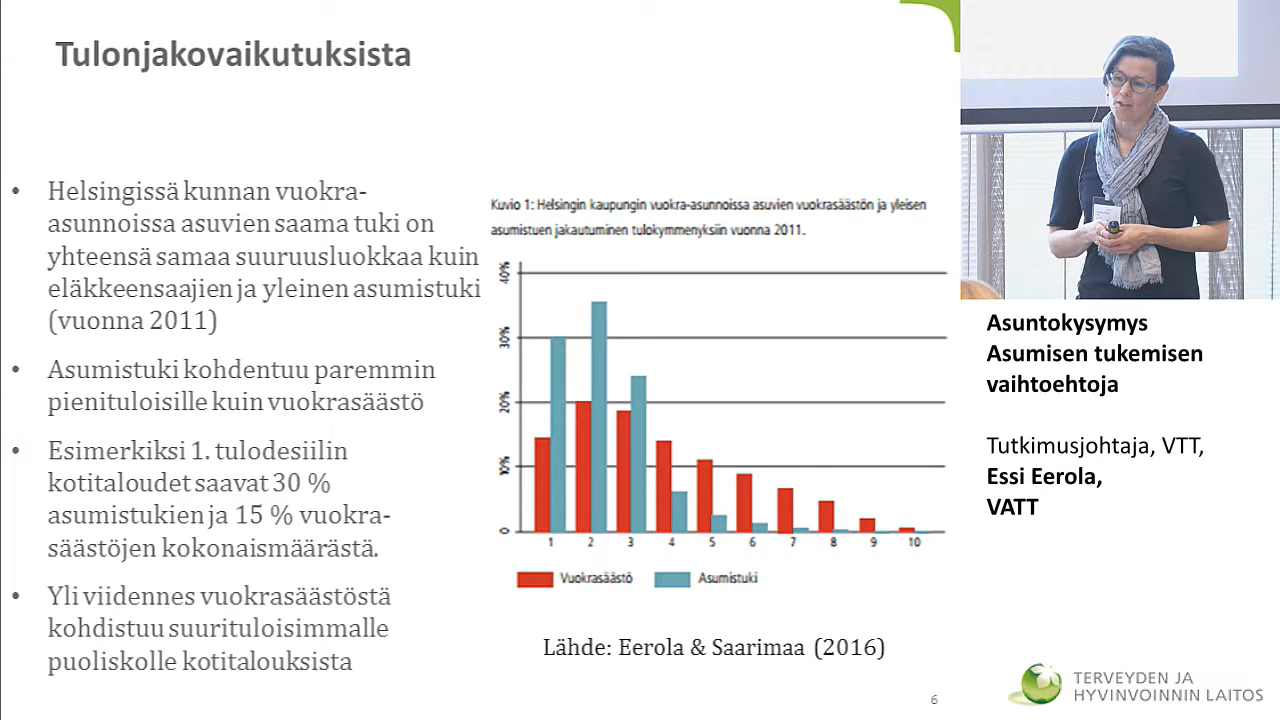 Tulonjakovaikutuksista
• Helsingissä kunnan vuokra-
asunnoissa asuvien saama tuki on
yhteensä samaa suuruusluokkaa kuin
eläkkeensaajien ja yleinen asumistuki
(vuonna 2011)
• Asumistuki kohdentuu paremmin
pienituloisille kuin vuokrasäästö
• Esimerkiksi 1. tulodesiilin
kotitaloudet saavat 30 %
asumistukien ja 15 % vuokra-
säästöjen kokonaismäärästä.
• Yli viidennes vuokrasäästöstä
kohdistuu suurituloisimmalle
puoliskolle kotitalouksista
Kuvio 1: Helsingin kaupungin vuokra-asunnoissa asuvien vuokrasäästön ja yleisen
asumistuen jakautuminen tulokymmenyksiin vuonna 2011.
40%
30%
20%
10%
0
1 2 3 4 5 6 7 8 9 10
Vuokrasäästö Asumistuki
Lähde: Eerola & Saarimaa (2016)
6
Asuntokysymys
Asumisen tukemisen
vaihtoehtoja
Tutkimusjohtaja, VTT,
Essi Eerola,
VATT
TERVEYDEN JA
HYVINVOINNIN LAITOS